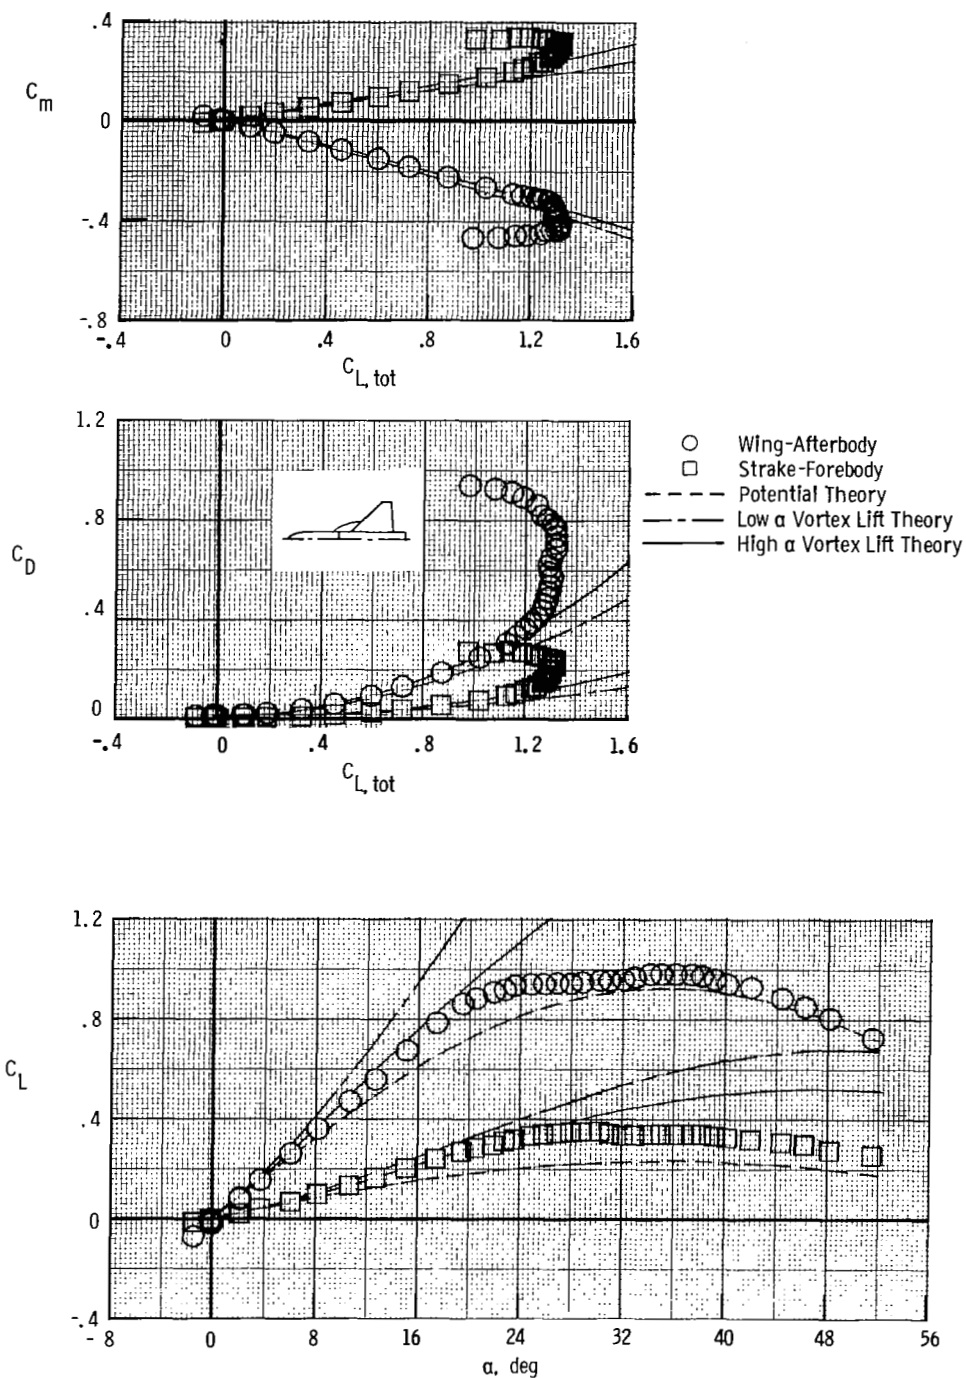 .4
C_m
0
-.4
-.8
-.4 0 .4 .8 1.2 1.6
C_L, tot
1.2
.8
C_D
.4
0
-.4 0 .4 .8 1.2 1.6
C_L, tot
Wing-Afterbody
Strake-Forebody
Potential Theory
Low α Vortex Lift Theory
High α Vortex Lift Theory
1.2
.8
C_L
.4
0
-.4
-8 0 8 16 24 32 40 48 56
α, deg